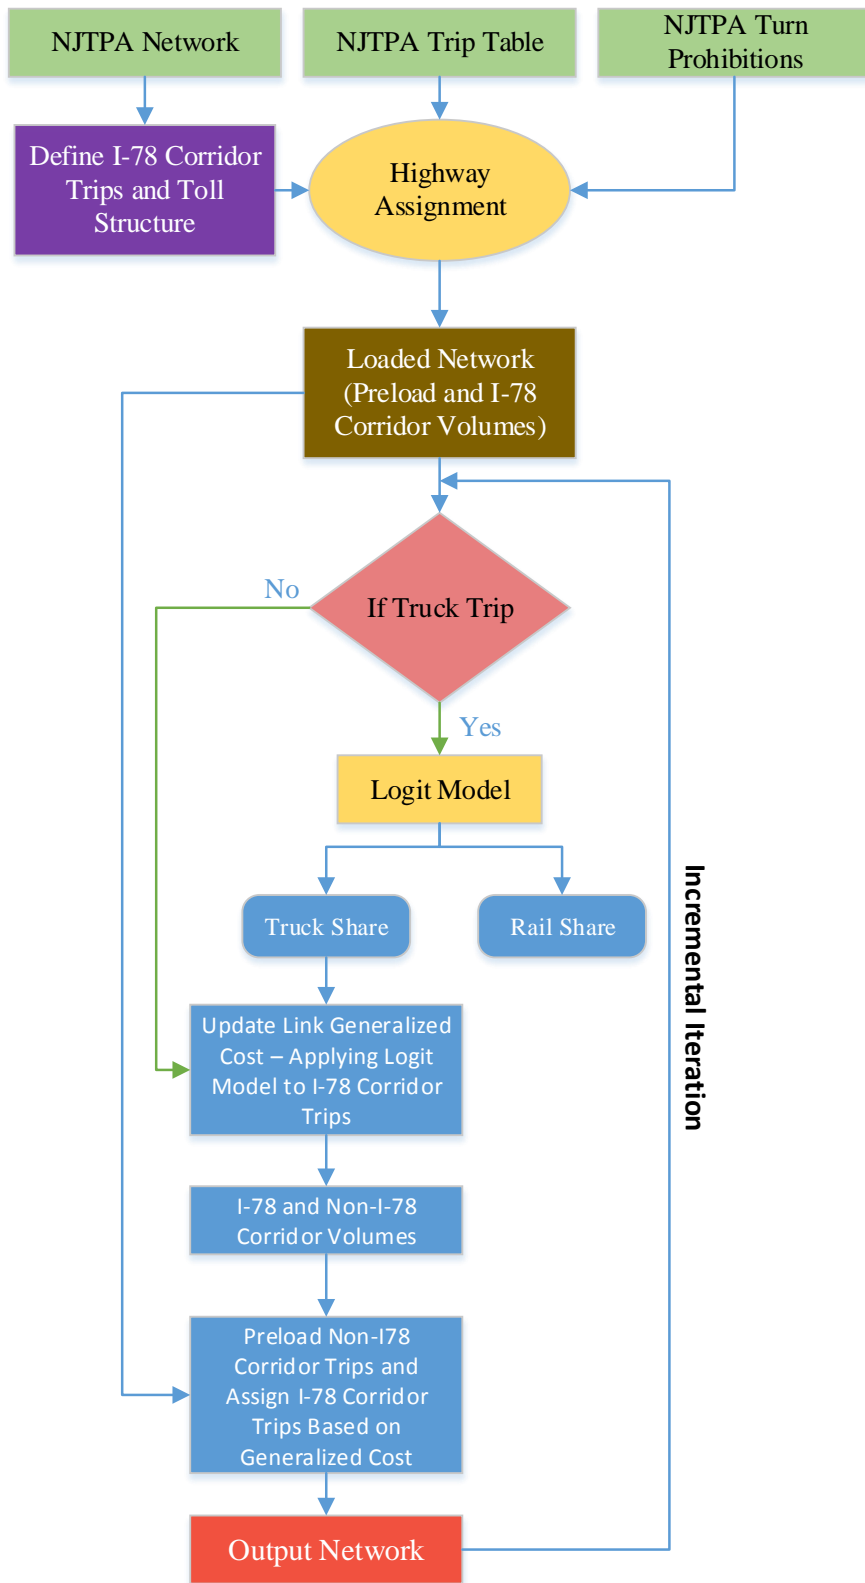 NJTPA Network
NJTPA Trip Table
NJTPA Turn
Prohibitions
Define I-78 Corridor
Trips and Toll
Structure
Highway
Assignment
Loaded Network
(Preload and I-78
Corridor Volumes)
No
If Truck Trip
Yes
Logit Model
Truck Share
Rail Share
Incremental Iteration
Update Link Generalized
Cost – Applying Logit
Model to I-78 Corridor
Trips
I-78 and Non-I-78
Corridor Volumes
Preload Non-I78
Corridor Trips and
Assign I-78 Corridor
Trips Based on
Generalized Cost
Output Network